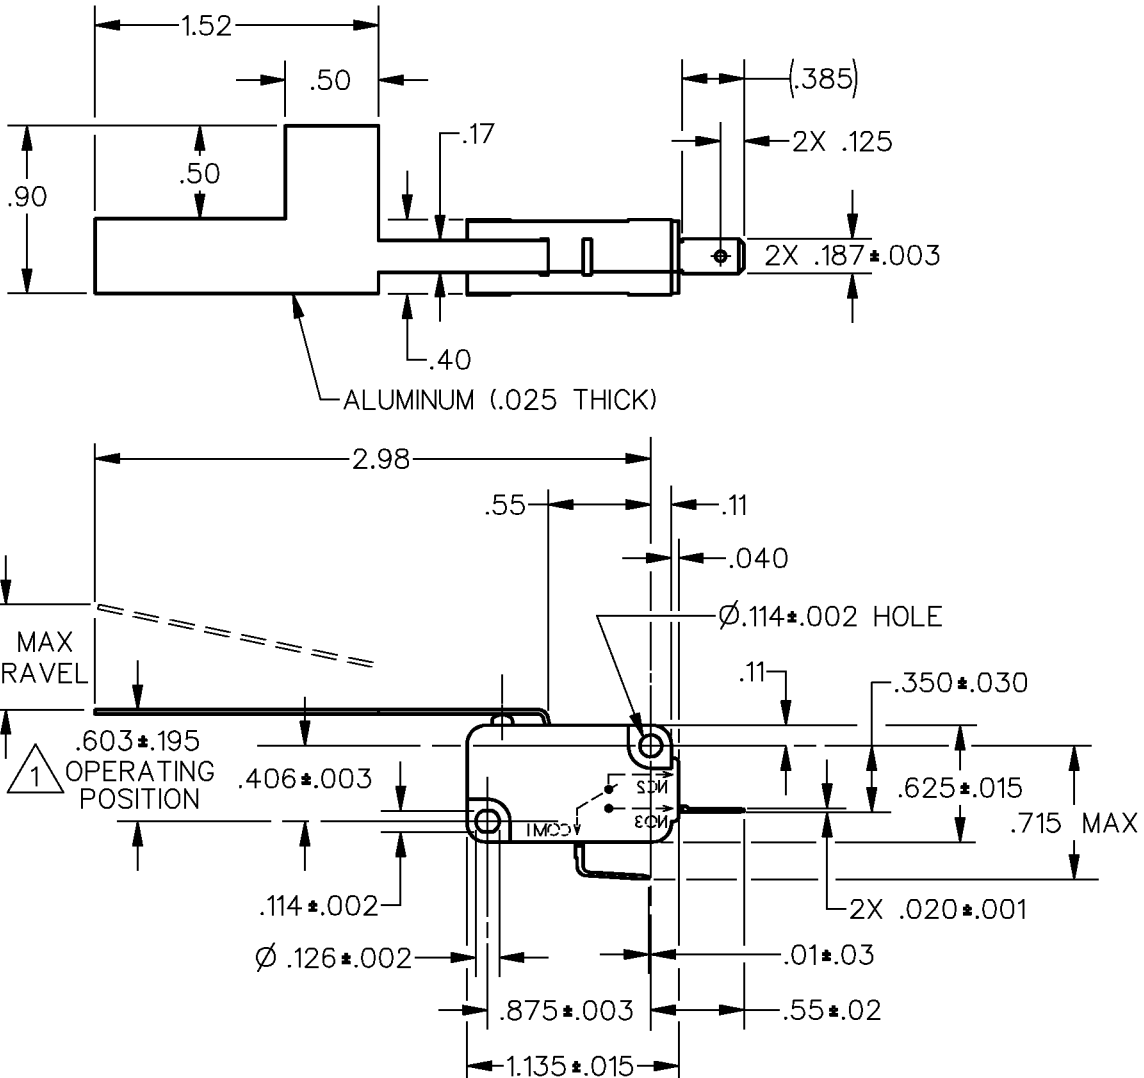 1.52
.50
(.385)
.17
2X .125
.50
.90
2X .187±.003
.40
ALUMINUM (.025 THICK)
2.98
.55
.11
.040
Ø.114±.002 HOLE
MAX
RAVEL
.11
.350±.030
1
.603±.195
OPERATING
POSITION
.406±.003
NC2
.625±.015
NO3
COM1
.715 MAX
.114±.002
2X .020±.001
Ø .126±.002
.01±.03
.875±.003
.55±.02
1.135±.015